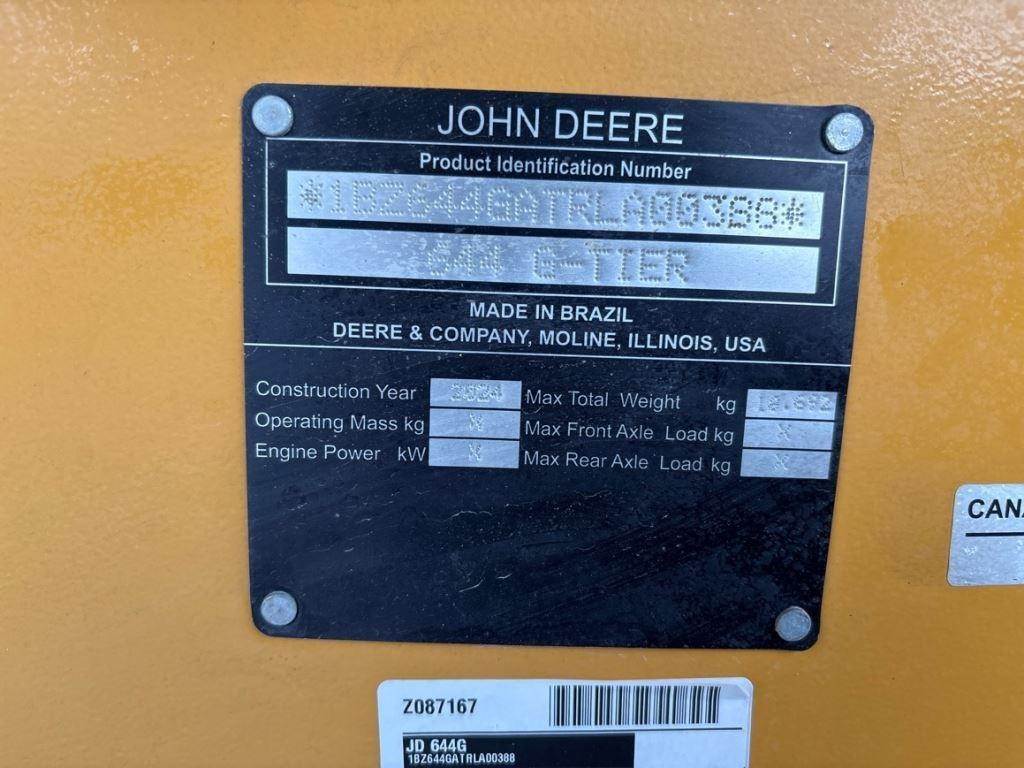 JOHN DEERE
Product Identification Number
*1BZ644GATRLA00388*
644 G-TIER
MADE IN BRAZIL
DEERE & COMPANY, MOLINE, ILLINOIS, USA
Construction Year 2024 Max Total Weight kg
Operating Mass kg X Max Front Axle Load kg X
Engine Power kW X Max Rear Axle Load kg X
CANA
Z087167
JD 644G
1BZ644GATRLA00388